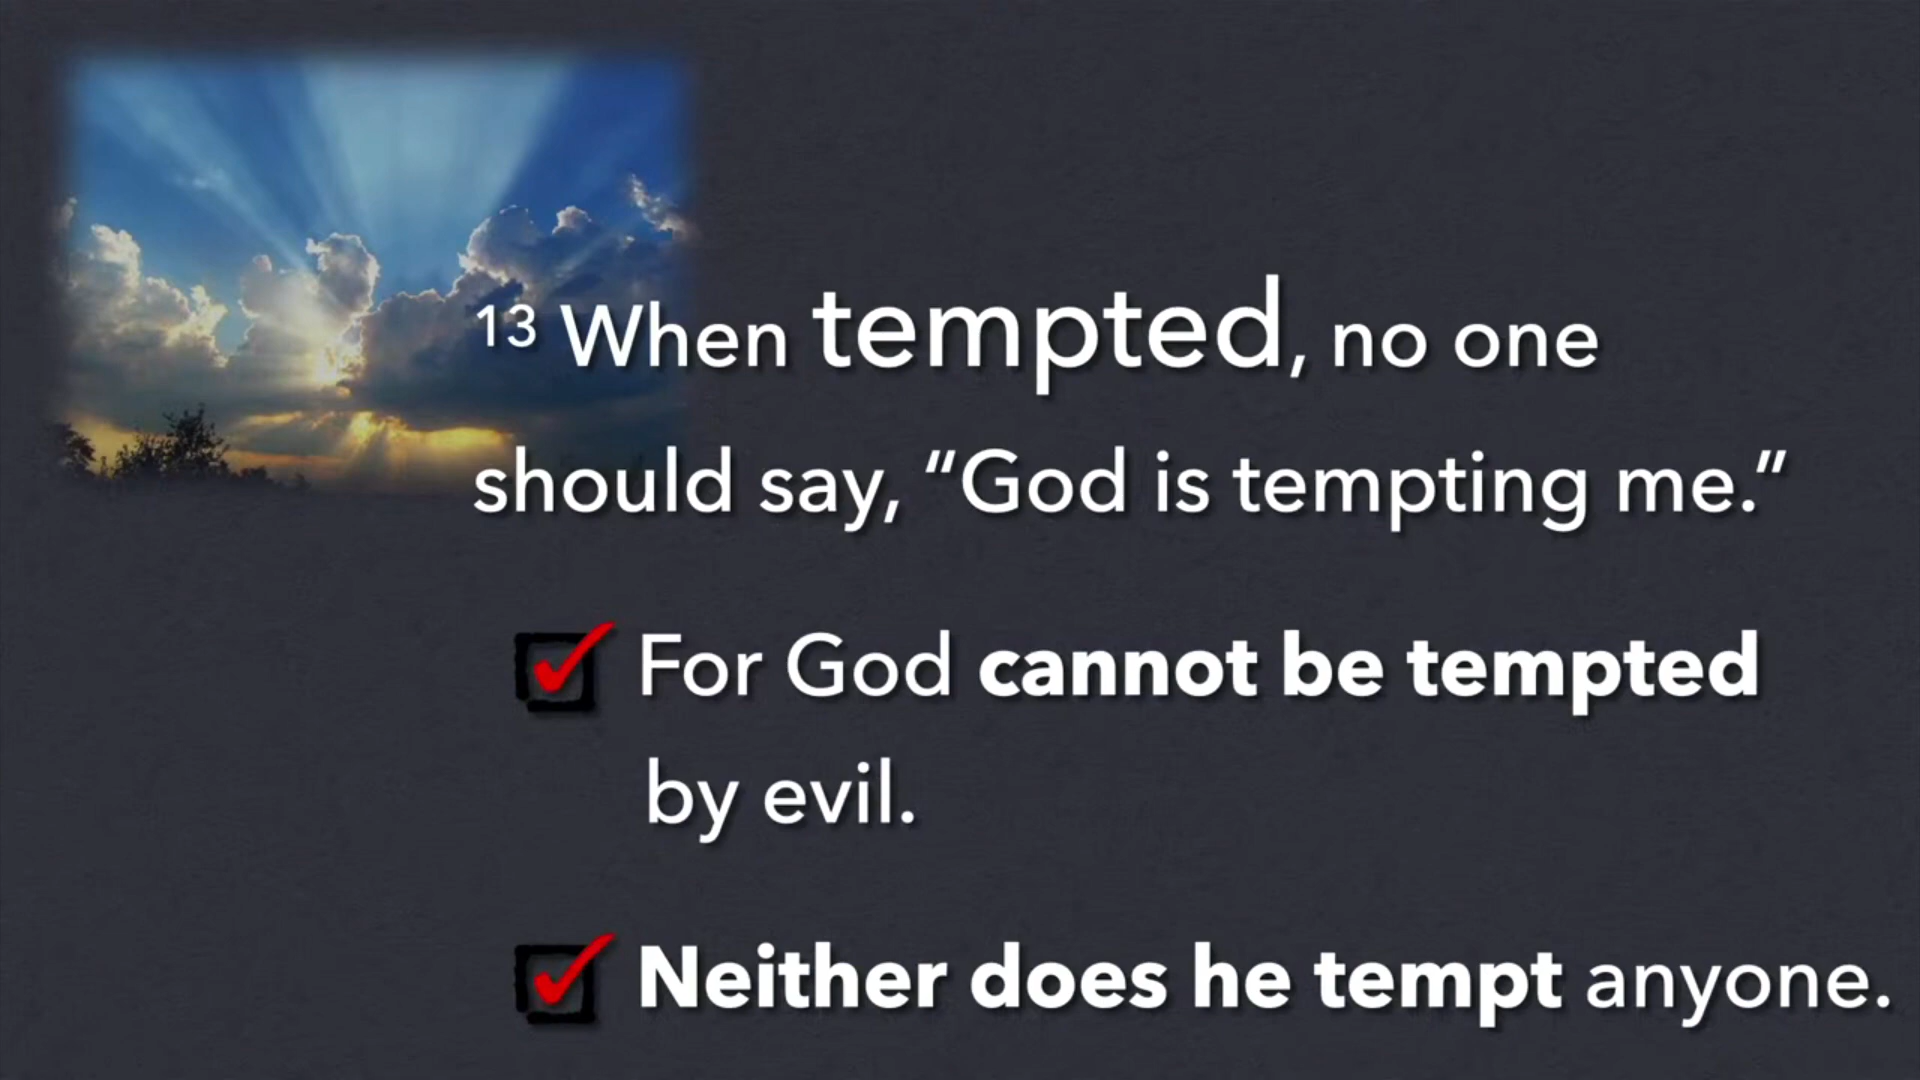 13 When tempted, no one
should say, “God is tempting me.”
For God cannot be tempted
by evil.
Neither does he tempt anyone.